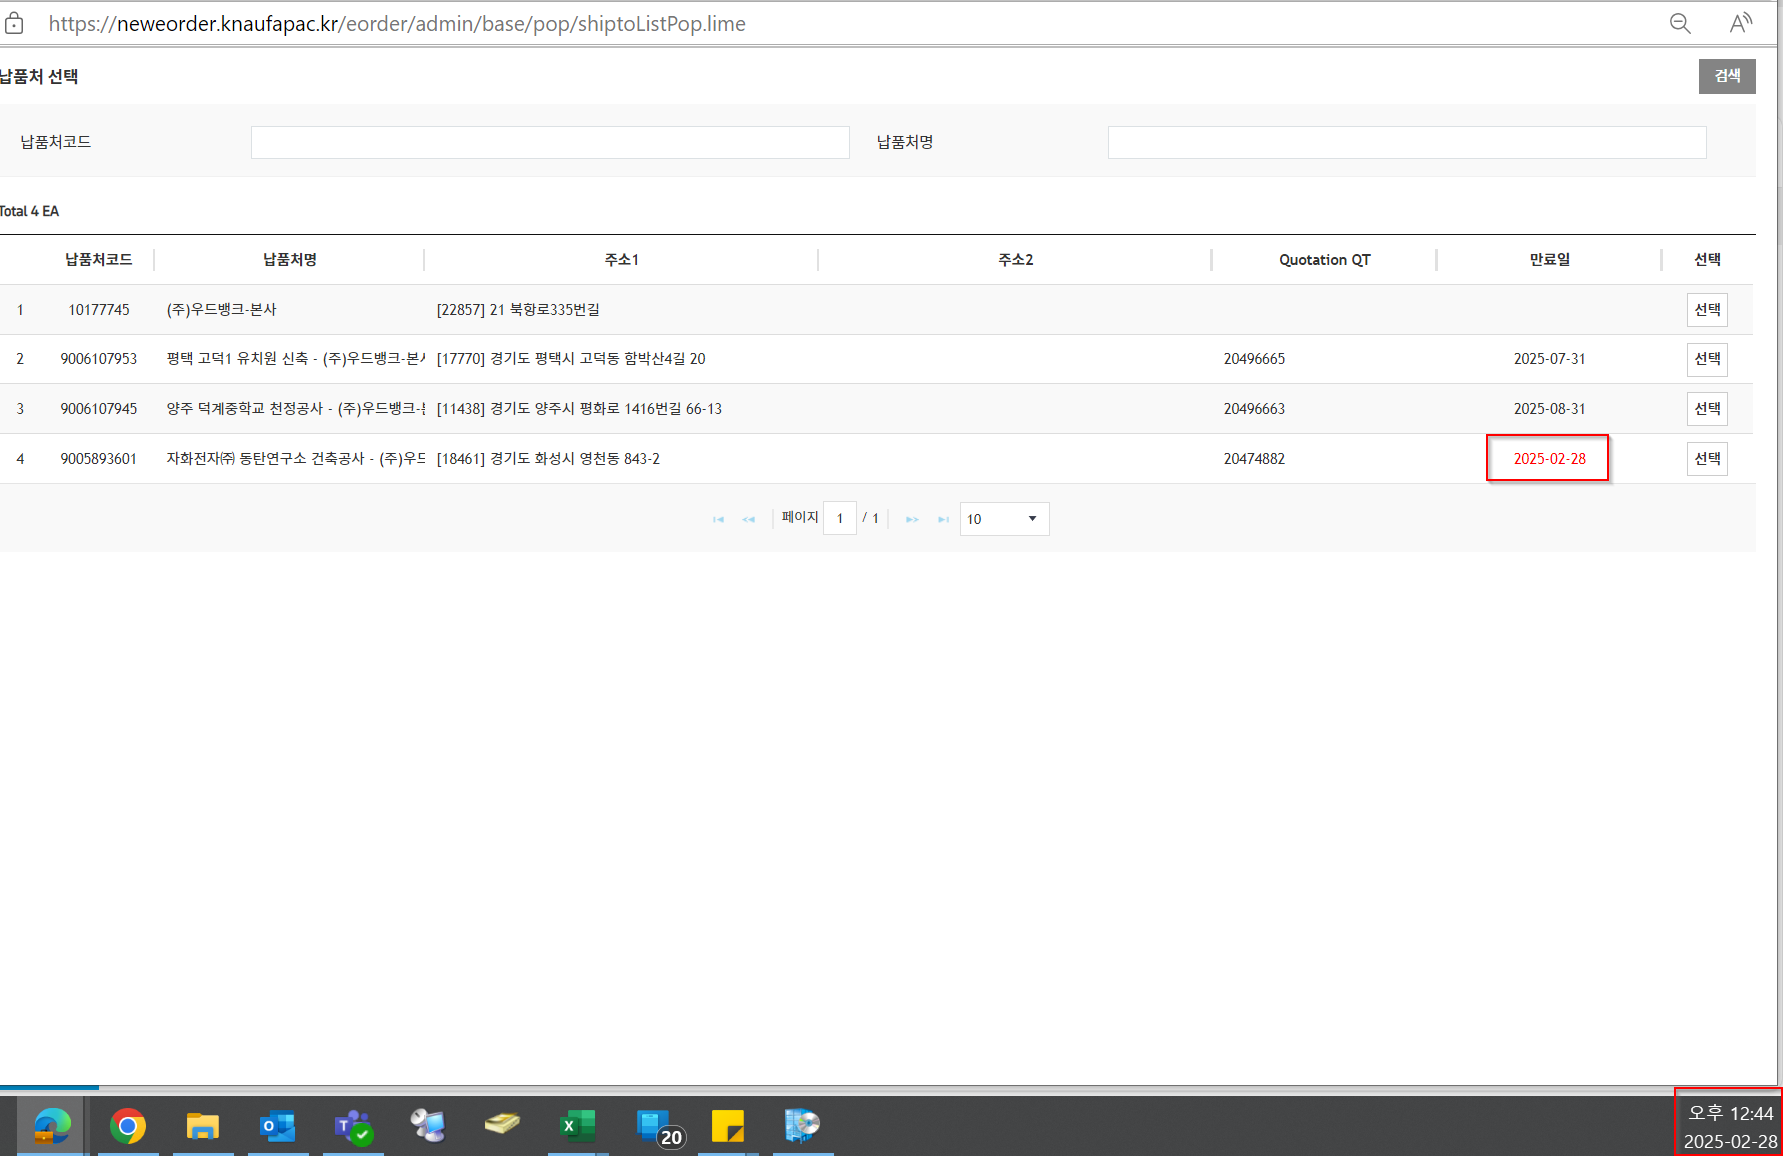 https://neweorder.knaufapac.kr/eorder/admin/base/pop/shiptoListPop.lime
납품처 선택
검색
납품처코드 납품처명
Total 4 EA
납품처코드 납품처명 주소1 주소2 Quotation QT 만료일 선택
1 10177745 (주)우드뱅크-본사 [22857] 21 북항로335번길 선택
2 9006107953 평택 고덕1 유치원 신축 - (주)우드뱅크-본사 [17770] 경기도 평택시 고덕동 함박산4길 20 20496665 2025-07-31 선택
3 9006107945 양주 덕계중학교 천정공사 - (주)우드뱅크- [11438] 경기도 양주시 평화로 1416번길 66-13 20496663 2025-08-31 선택
4 9005893601 자화전자㈜ 동탄연구소 건축공사 - (주)우드 [18461] 경기도 화성시 영천동 843-2 20474882 2025-02-28 선택
페이지 1 / 1 10
20
오후 12:44
2025-02-28